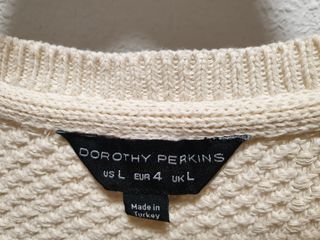 DOROTHY PERKINS
US L EUR 4 UK L
Made in
Turkey